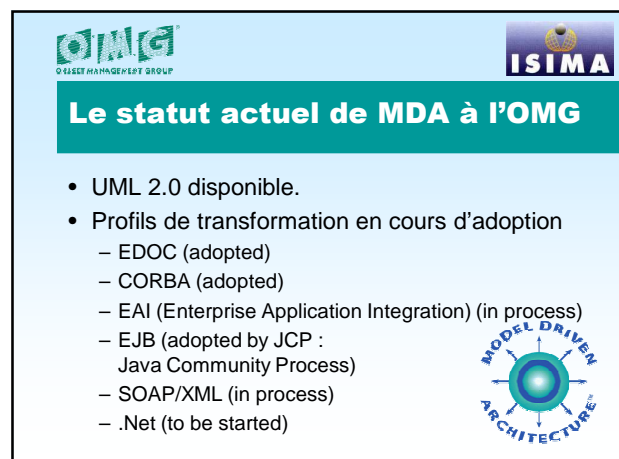 OMG
OBJECT MANAGEMENT GROUP
ISIMA
Le statut actuel de MDA à l'OMG
• UML 2.0 disponible.
• Profils de transformation en cours d'adoption
– EDOC (adopted)
– CORBA (adopted)
– EAI (Enterprise Application Integration) (in process)
– EJB (adopted by JCP :
Java Community Process)
– SOAP/XML (in process)
– .Net (to be started)
MODEL DRIVEN
ARCHITECTURE™